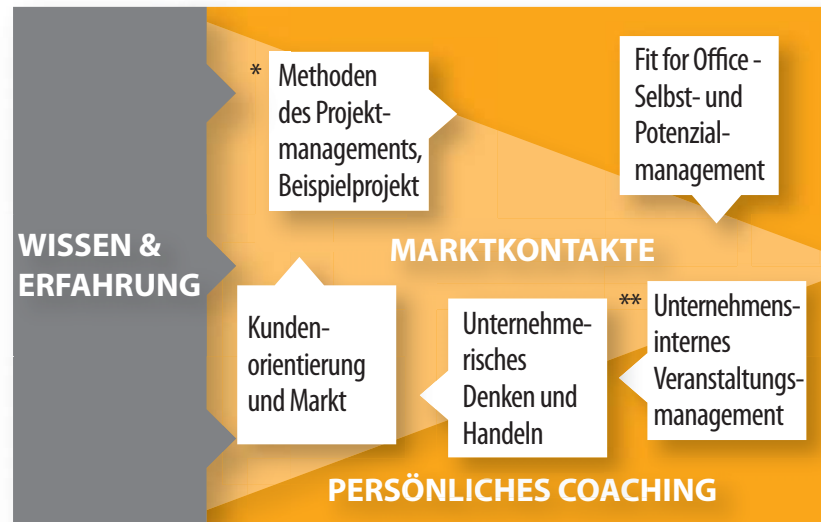 WISSEN &
ERFAHRUNG
* Methoden
des Projekt-
managements,
Beispielprojekt
Fit for Office -
Selbst- und
Potenzial-
management
MARKTKONTAKTE
Kunden-
orientierung
und Markt
Unternehme-
risches
Denken und
Handeln
** Unternehmens-
internes
Veranstaltungs-
management
PERSÖNLICHES COACHING